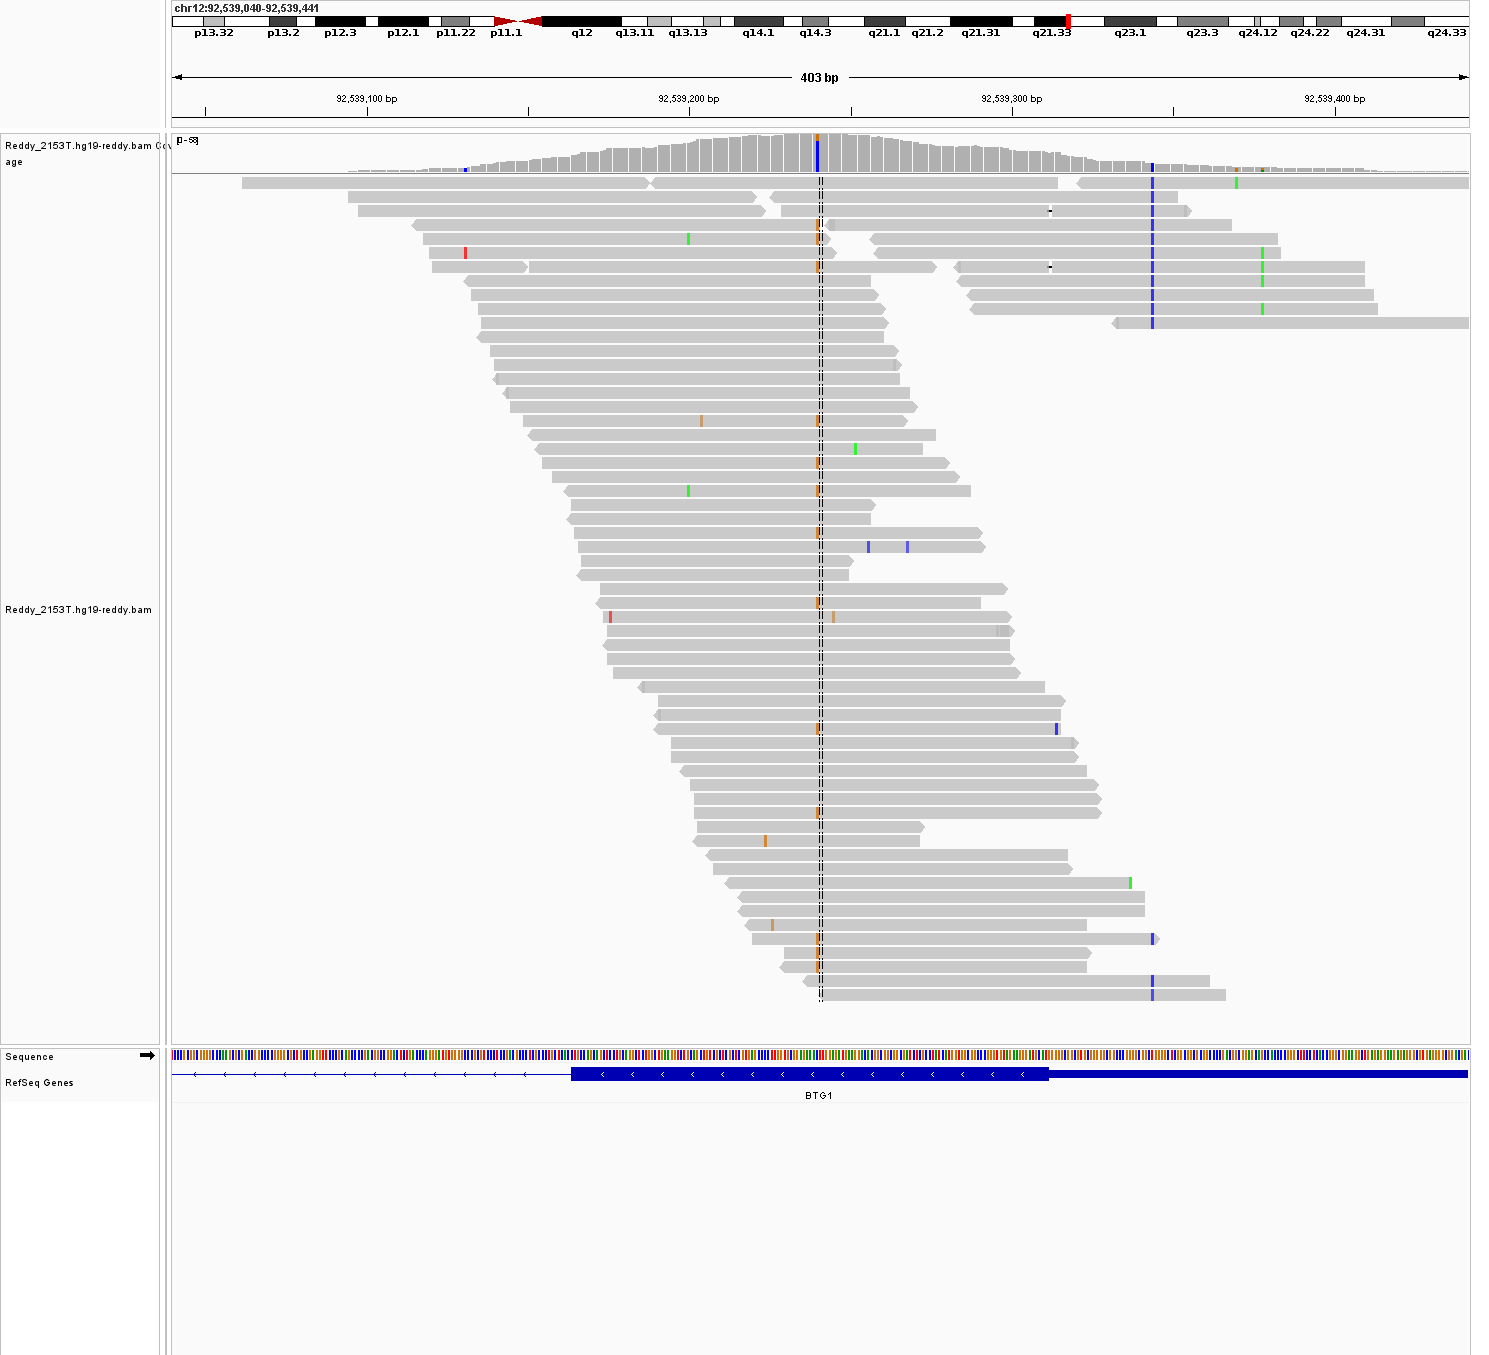 chr12:92,539,040-92,539,441
p13.32 p13.2 p12.3 p12.1 p11.22 p11.1 q12 q13.11 q13.13 q14.1 q14.3 q21.1 q21.2 q21.31 q21.33 q23.1 q23.3 q24.12 q24.22 q24.31 q24.33
403 bp
92,539,100 bp 92,539,200 bp 92,539,300 bp 92,539,400 bp
Reddy_2153T.hg19-reddy.bam Cov
age
Reddy_2153T.hg19-reddy.bam
Sequence
RefSeq Genes
BTG1